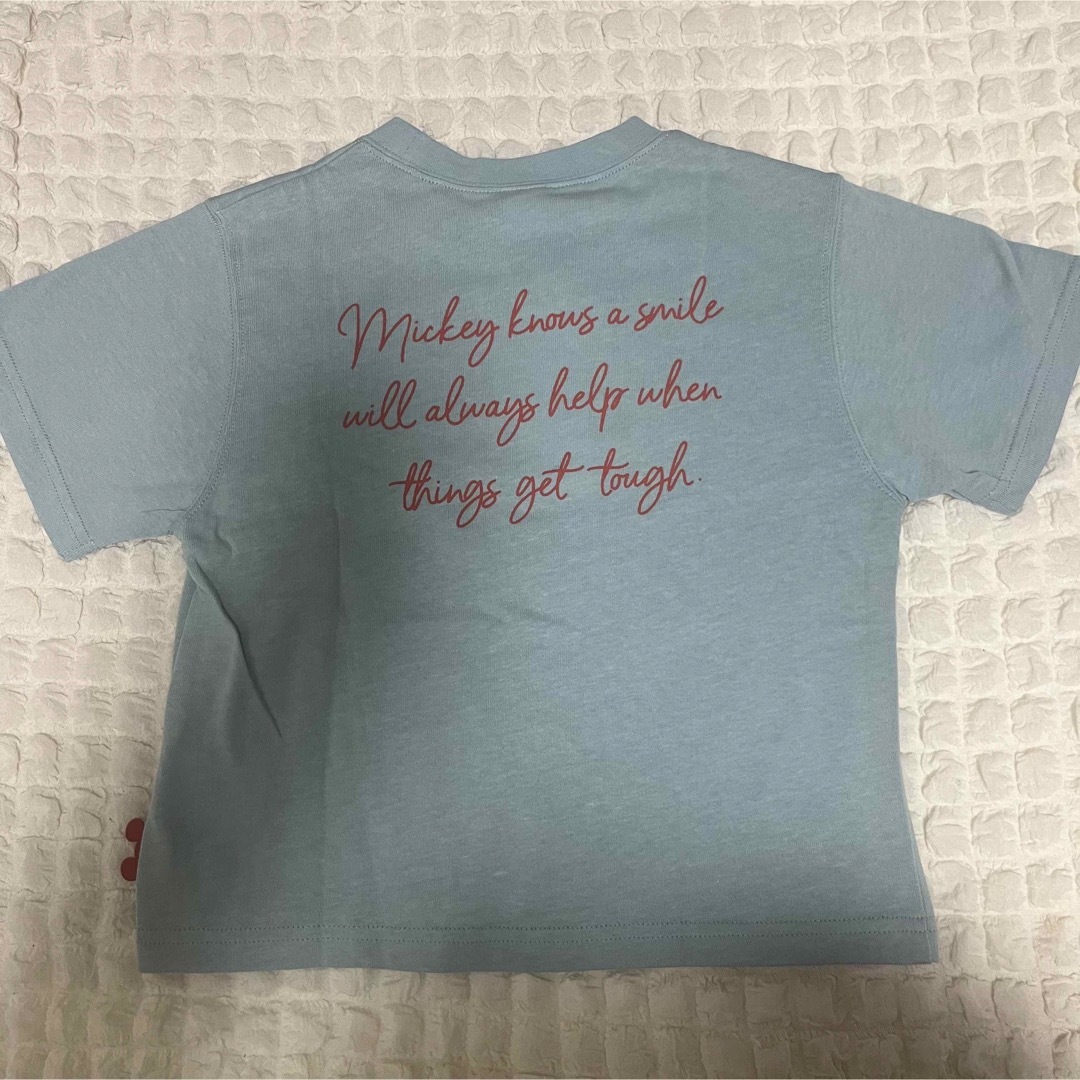 Mickey knows a smile
will always help when
things get tough.